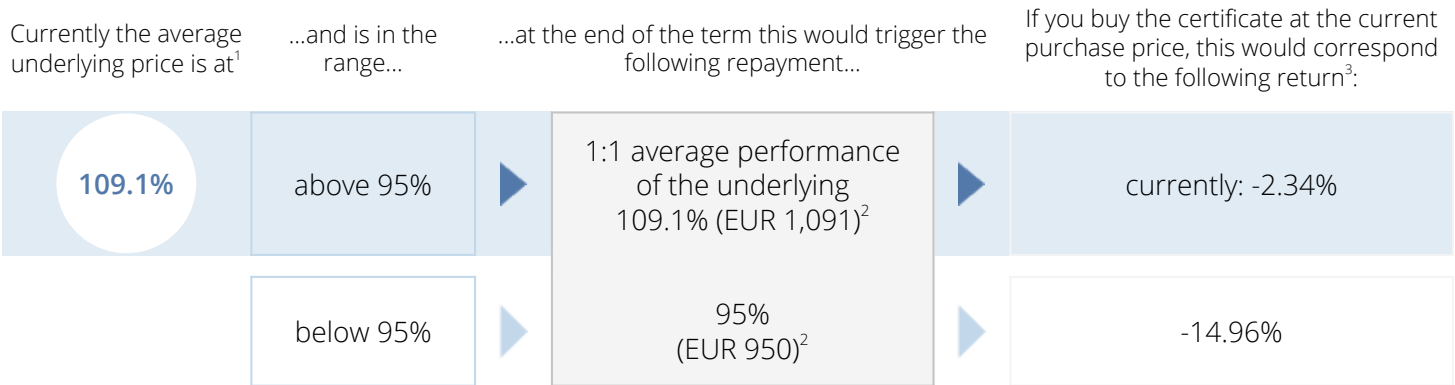 Currently the average
underlying price is at¹
...and is in the
range...
...at the end of the term this would trigger the
following repayment...
If you buy the certificate at the current
purchase price, this would correspond
to the following return³:
109.1%
above 95%
1:1 average performance
of the underlying
109.1% (EUR 1,091)²
currently: -2.34%
below 95%
95%
(EUR 950)²
-14.96%